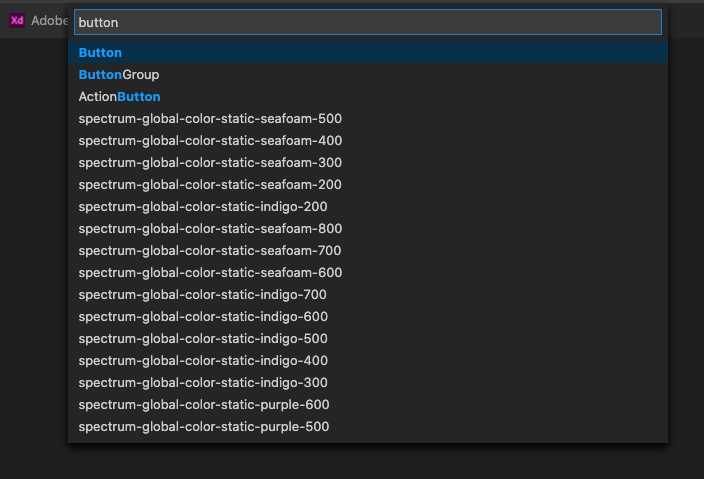 Xd Adobe
button
Button
ButtonGroup
ActionButton
spectrum-global-color-static-seafoam-500
spectrum-global-color-static-seafoam-400
spectrum-global-color-static-seafoam-300
spectrum-global-color-static-seafoam-200
spectrum-global-color-static-indigo-200
spectrum-global-color-static-seafoam-800
spectrum-global-color-static-seafoam-700
spectrum-global-color-static-seafoam-600
spectrum-global-color-static-indigo-700
spectrum-global-color-static-indigo-600
spectrum-global-color-static-indigo-500
spectrum-global-color-static-indigo-400
spectrum-global-color-static-indigo-300
spectrum-global-color-static-purple-600
spectrum-global-color-static-purple-500